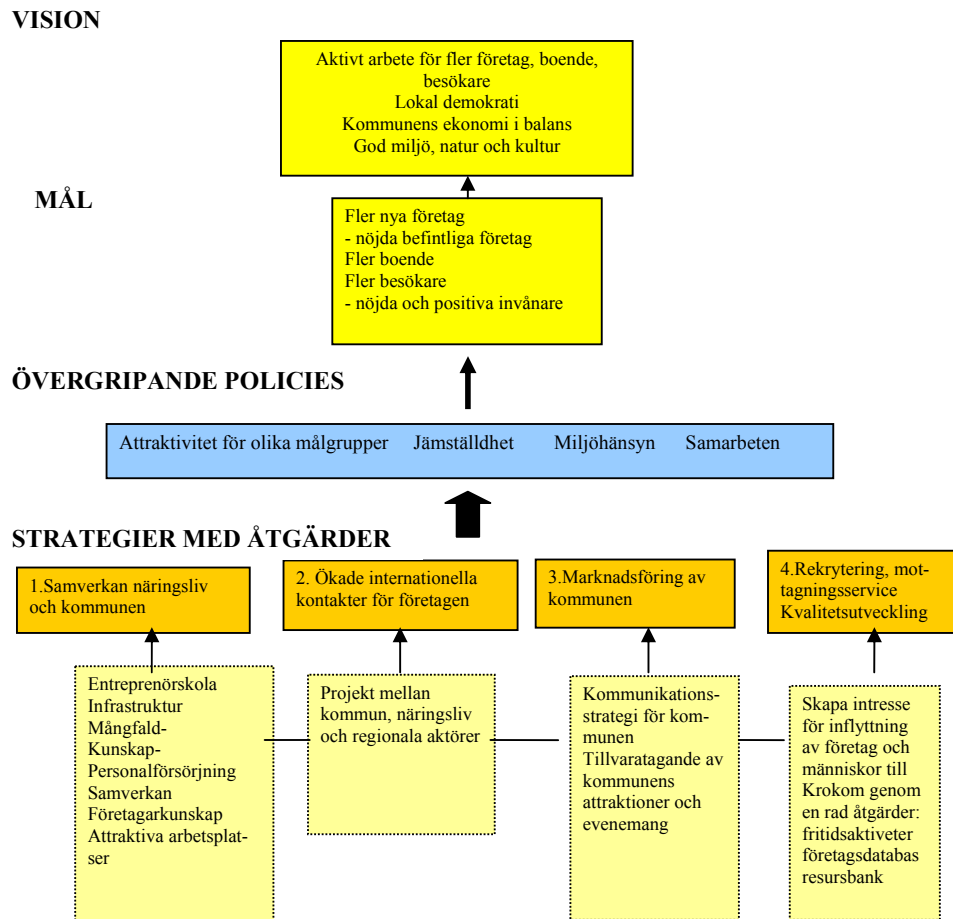 VISION
Aktivt arbete för fler företag, boende,
besökare
Lokal demokrati
Kommunens ekonomi i balans
God miljö, natur och kultur
MÅL
Fler nya företag
- nöjda befintliga företag
Fler boende
Fler besökare
- nöjda och positiva invånare
ÖVERGRIPANDE POLICIES
Attraktivitet för olika målgrupper Jämställdhet Miljöhänsyn Samarbeten
STRATEGIER MED ÅTGÄRDER
1.Samverkan näringsliv
och kommunen
2. Ökade internationella
kontakter för företagen
3.Marknadsföring av
kommunen
4.Rekrytering, mot-
tagningsservice
Kvalitetsutveckling
Entreprenörskola
Infrastruktur
Mångfald-
Kunskap-
Personalförsörjning
Samverkan
Företagarkunskap
Attraktiva arbetsplat-
ser
Projekt mellan
kommun, näringsliv
och regionala aktörer
Kommunikations-
strategi för kom-
munen
Tillvaratagande av
kommunens
attraktioner och
evenemang
Skapa intresse
för inflyttning
av företag och
människor till
Krokom genom
en rad åtgärder:
fritidsaktiveter
företagsdatabas
resursbank